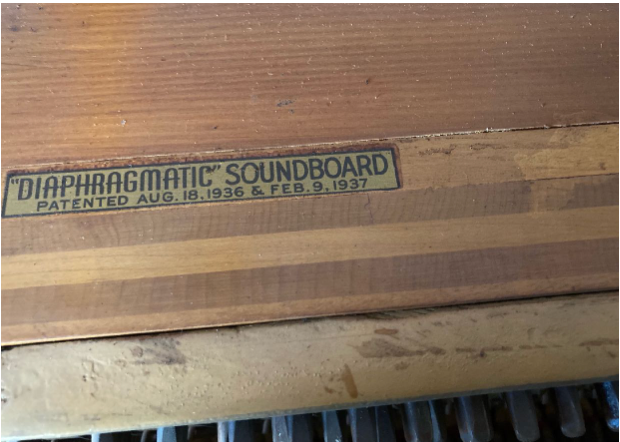 "DIAPHRAGMATIC" SOUNDBOARD
PATENTED AUG. 18, 1936 & FEB. 9, 1937